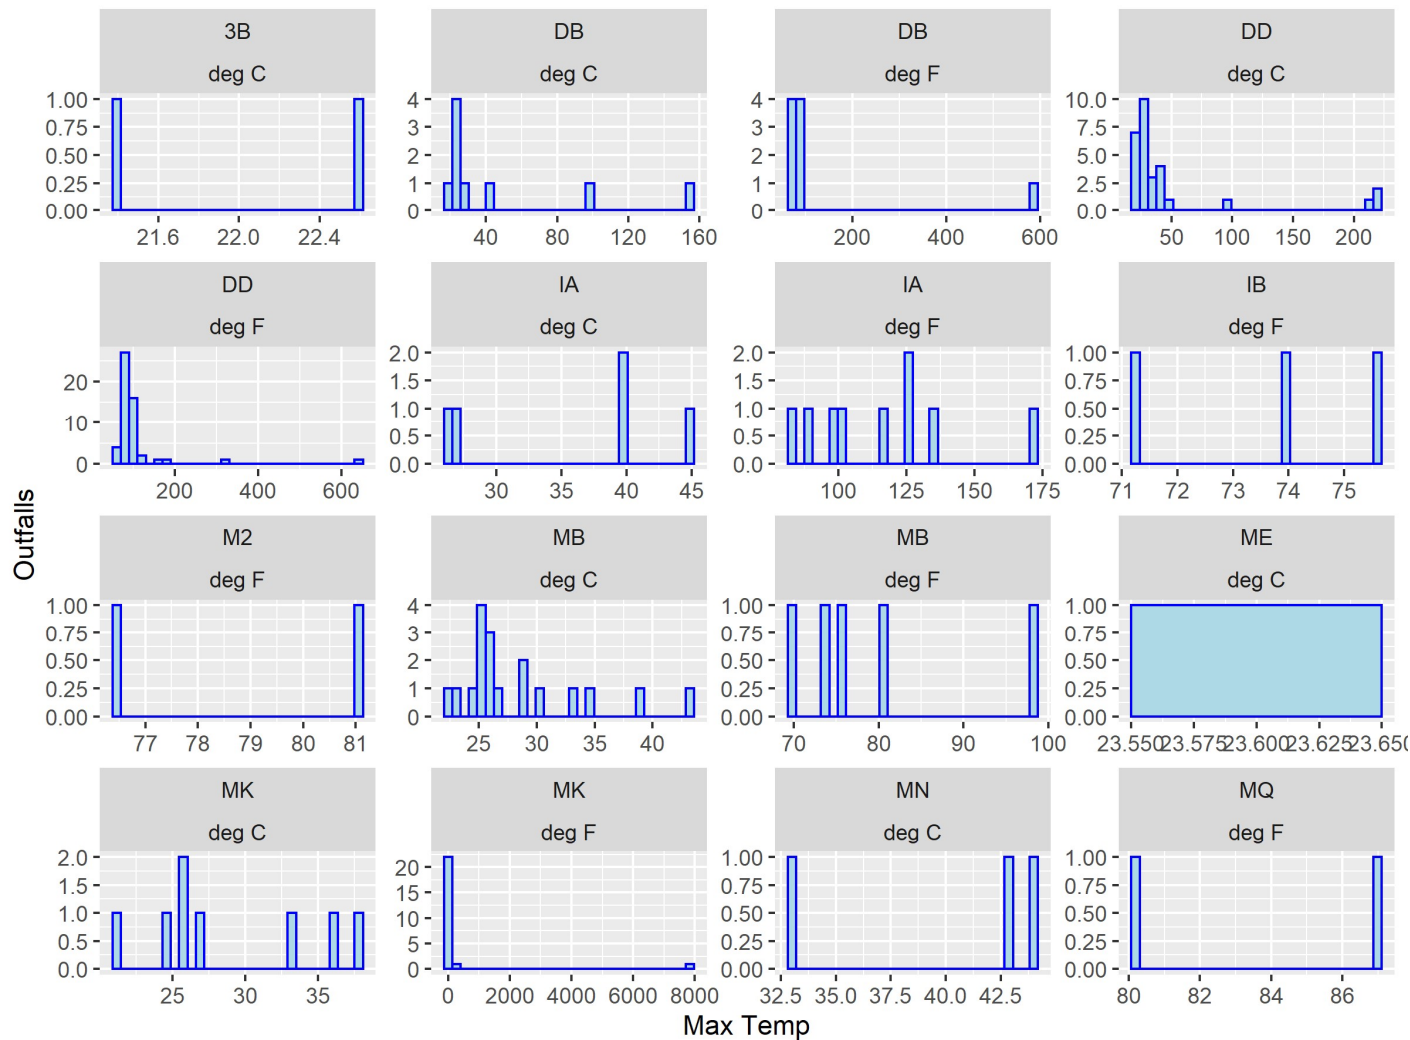 3B DB DB DD
deg C deg C deg F deg C
1.00 4 4 10.0
0.75 3 3 7.5
0.50 2 2 5.0
0.25 1 1 2.5
0.00 0 0 0.0
21.6 22.0 22.4 40 80 120 160 200 400 600 50 100 150 200
DD IA IA IB
deg F deg C deg F deg F
20 2.0 2.0 1.00
10 1.5 1.5 0.75
0 1.0 1.0 0.50
0.5 0.5 0.25
0.0 0.0 0.00
200 400 600 30 35 40 45 100 125 150 175 71 72 73 74 75
Outfalls
M2 MB MB ME
deg F deg C deg F deg C
1.00 4 1.00 1.00
0.75 3 0.75 0.75
0.50 2 0.50 0.50
0.25 1 0.25 0.25
0.00 0 0.00 0.00
77 78 79 80 81 25 30 35 40 70 80 90 100 23.550 23.575 23.600 23.625 23.650
MK MK MN MQ
deg C deg F deg C deg F
2.0 20 1.00 1.00
1.5 15 0.75 0.75
1.0 10 0.50 0.50
0.5 5 0.25 0.25
0.0 0 0.00 0.00
25 30 35 0 2000 4000 6000 8000 32.5 35.0 37.5 40.0 42.5 80 82 84 86
Max Temp